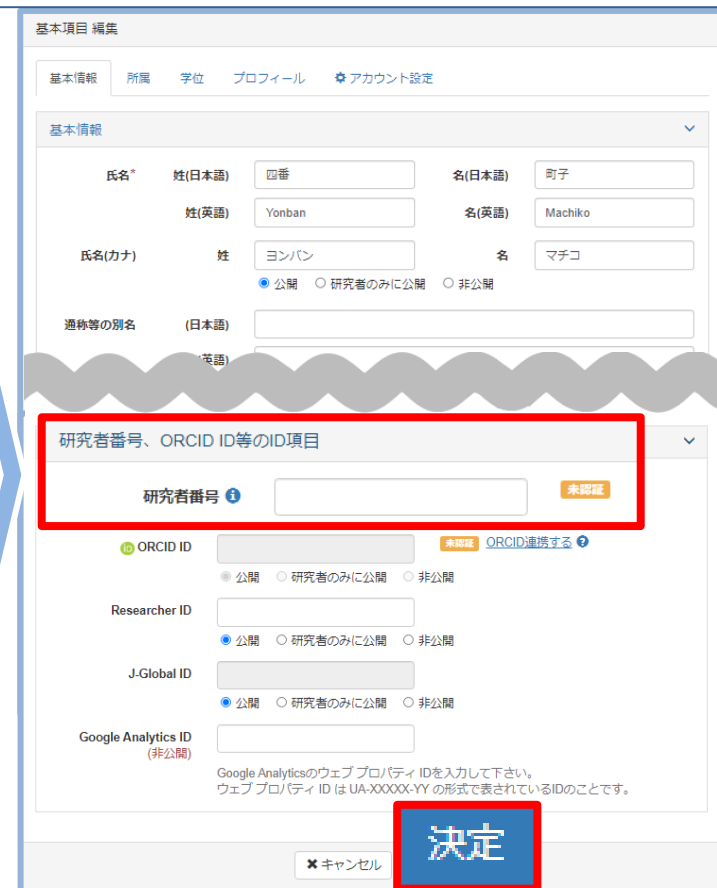 基本項目 編集
基本情報 所属 学位 プロフィール アカウント設定
基本情報
氏名* 姓(日本語) 四番 名(日本語) 町子
姓(英語) Yonban 名(英語) Machiko
氏名(カナ) 姓 ヨンバン 名 マチコ
公開 研究者のみに公開 非公開
通称等の別名 (日本語)
英語)
研究者番号、ORCID ID等のID項目
研究者番号 未認証
iD ORCID ID 未認証 ORCID連携する
公開 研究者のみに公開 非公開
Researcher ID
公開 研究者のみに公開 非公開
J-Global ID
公開 研究者のみに公開 非公開
Google Analytics ID
(非公開)
Google Analyticsのウェブ プロパティ IDを入力して下さい。
ウェブ プロパティ ID は UA-XXXXX-YY の形式で表されているIDのことです。
キャンセル 決定